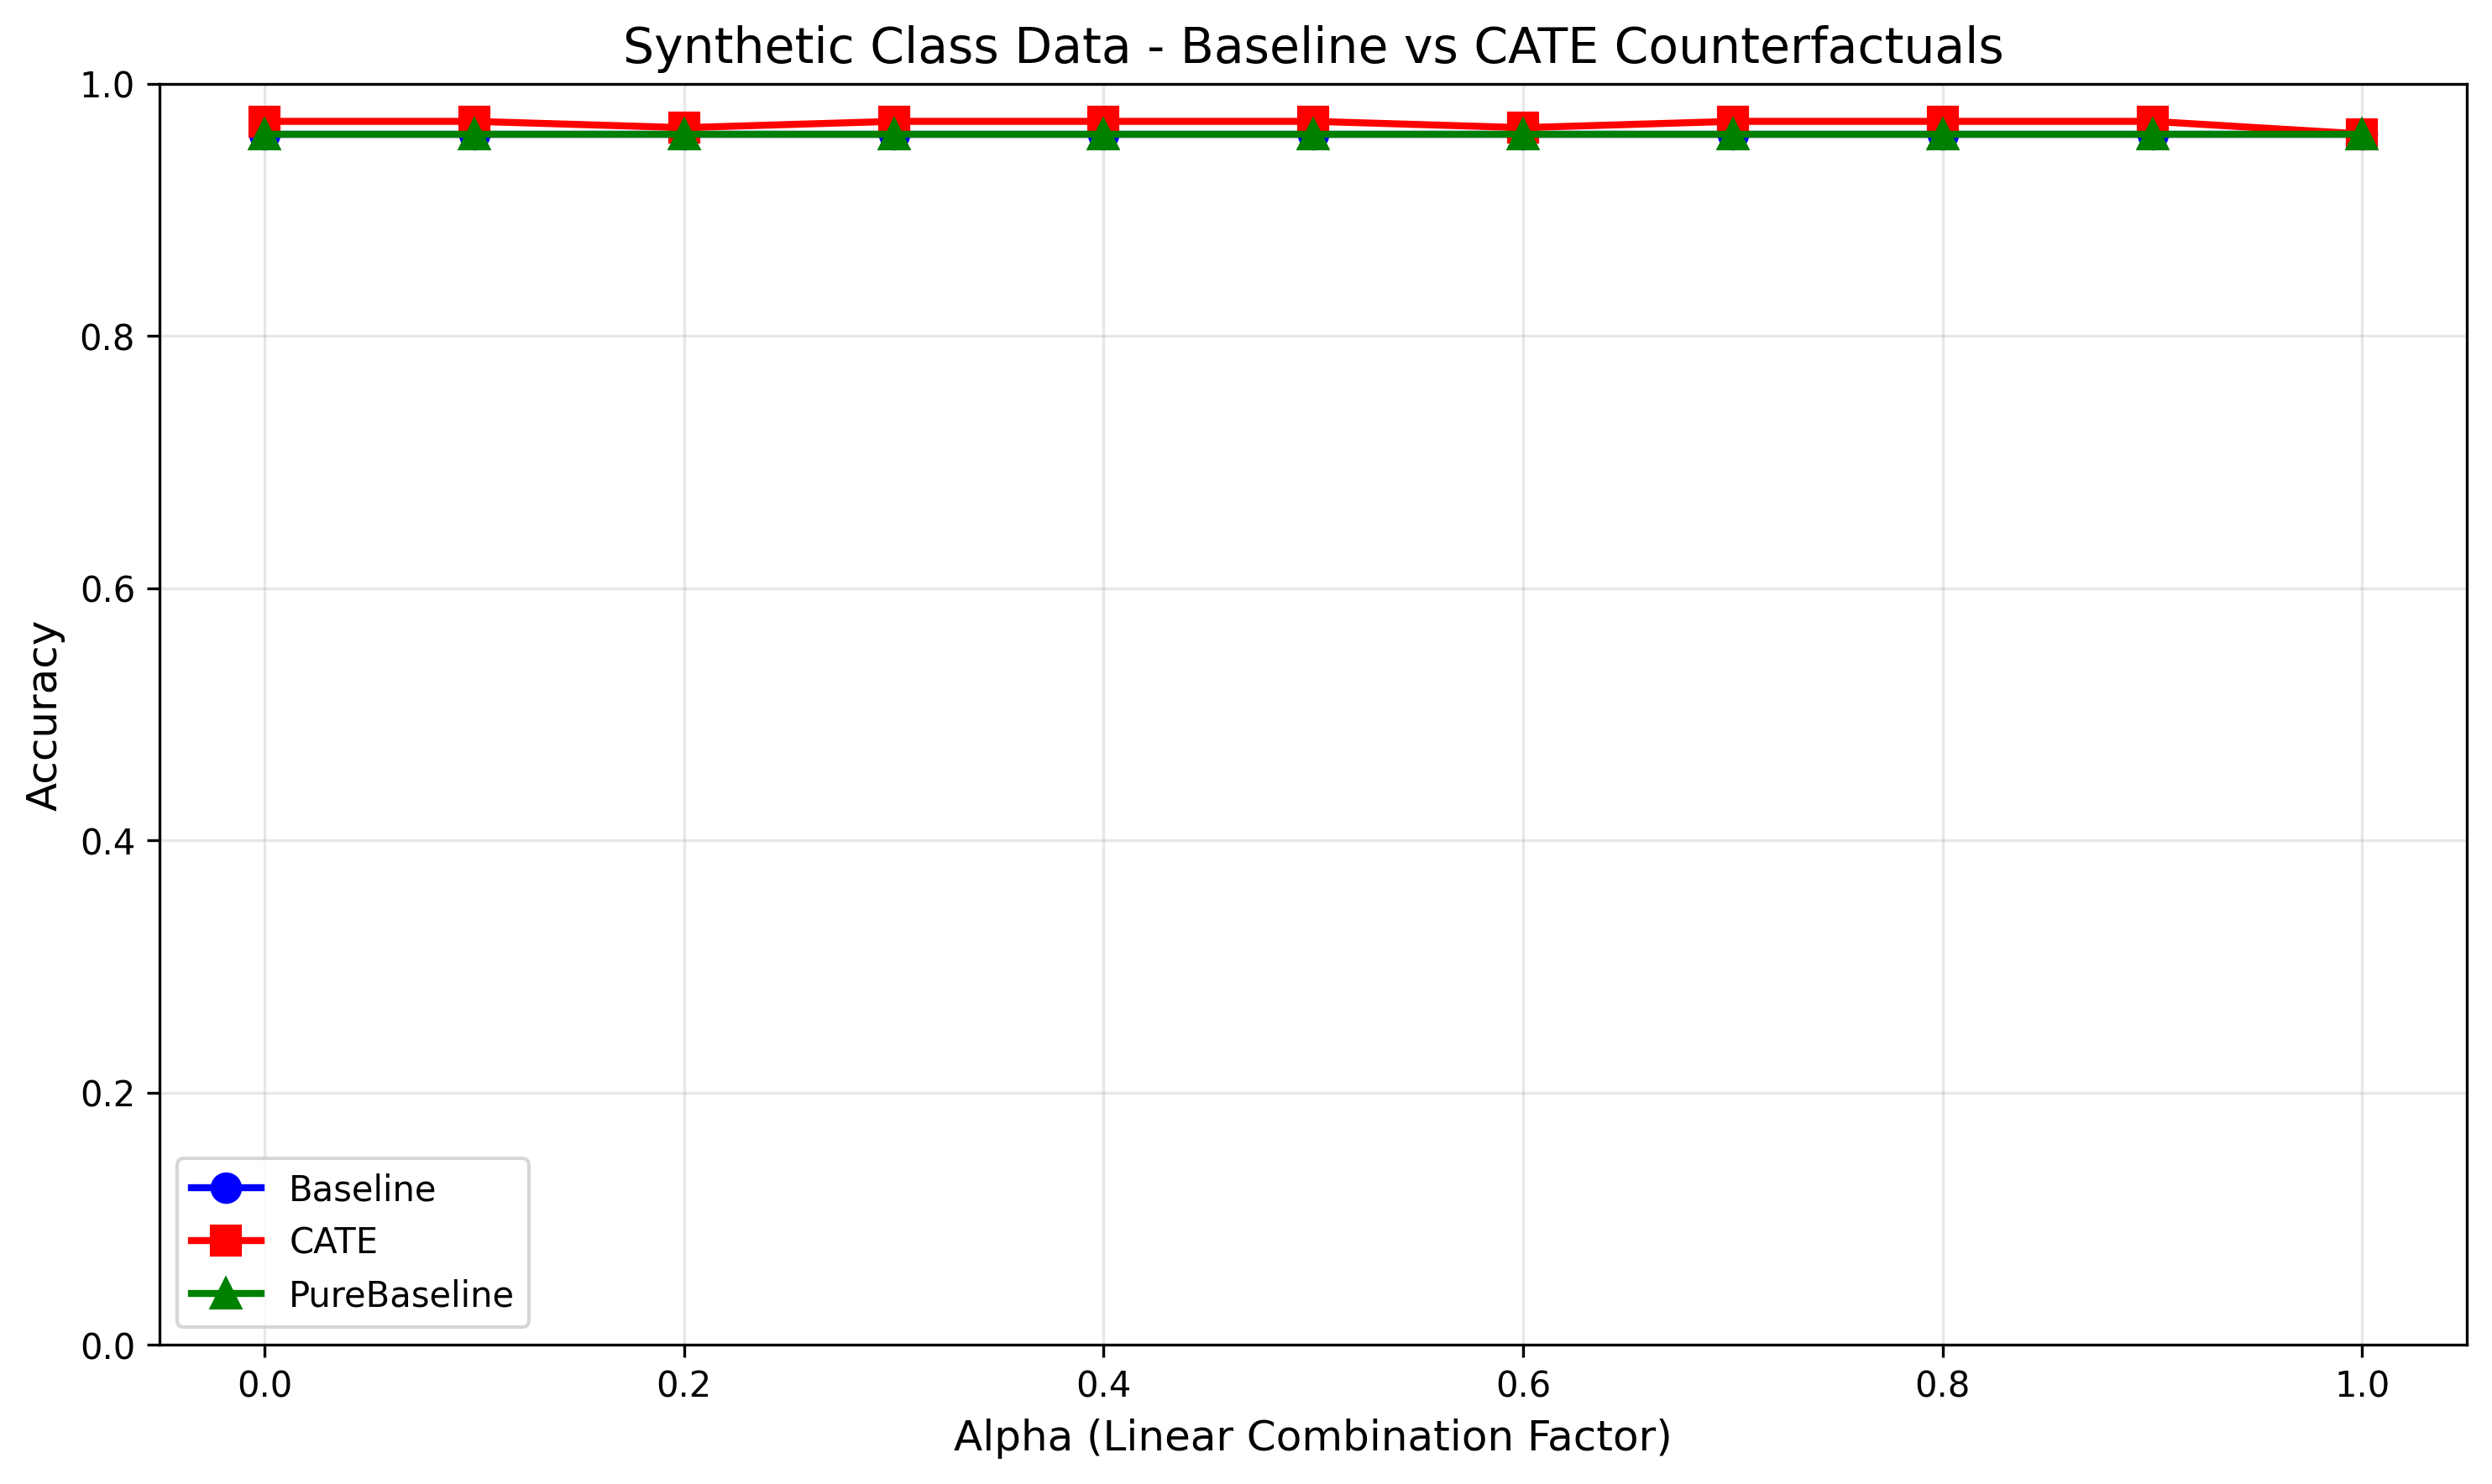 Synthetic Class Data - Baseline vs CATE Counterfactuals
1.0
0.8
0.6
0.4
0.2
0.0
Accuracy
Baseline
CATE
PureBaseline
0.0 0.2 0.4 0.6 0.8 1.0
Alpha (Linear Combination Factor)